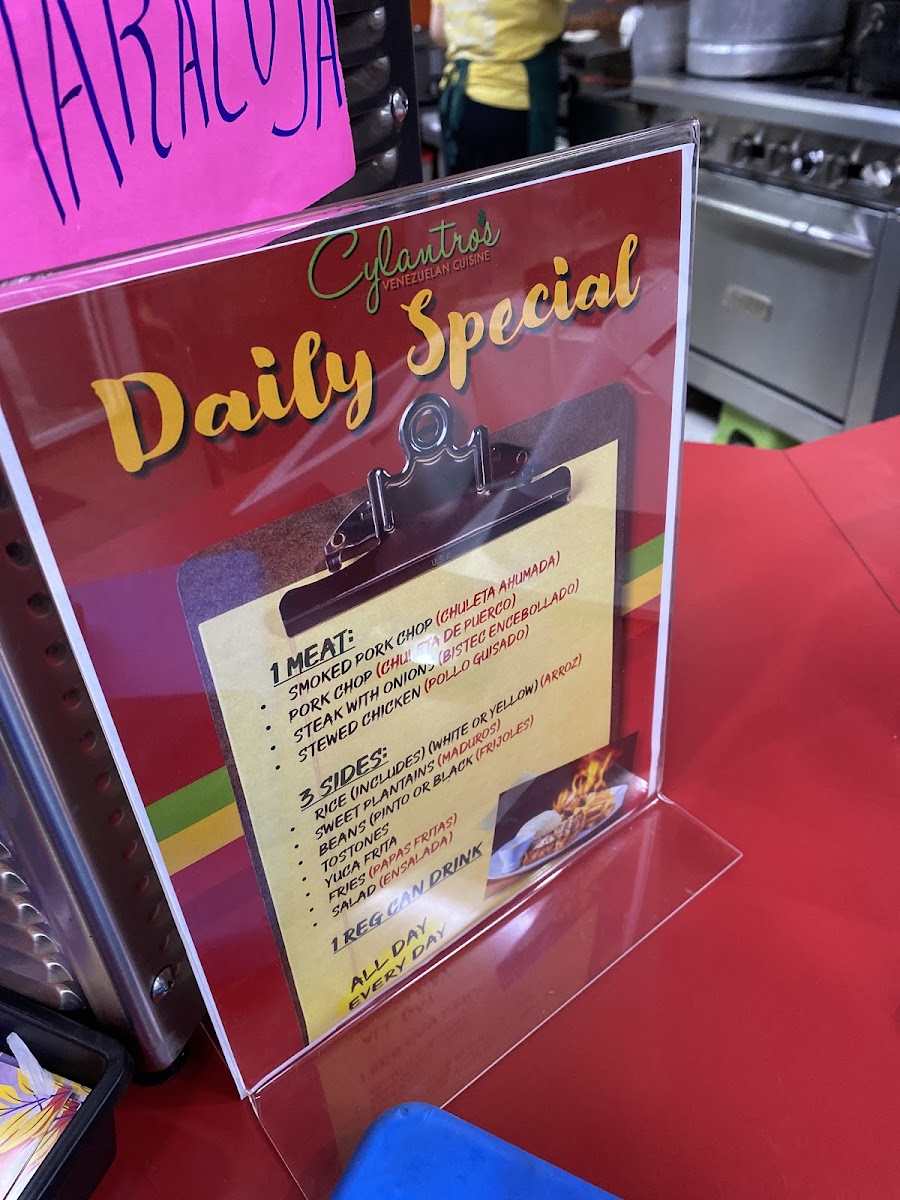 ARACUJA
Cylantro's
VENEZUELAN CUISINE
Daily Special
1 MEAT:
• SMOKED PORK CHOP (CHULETA AHUMADA)
• PORK CHOP (CHULETA DE PUERCO)
• STEAK WITH ONIONS (BISTEC ENCEBOLLADO)
• STEWED CHICKEN (POLLO GUISADO)
3 SIDES:
• RICE (INCLUDES) (WHITE OR YELLOW) (ARROZ)
• SWEET PLANTAINS (MADUROS)
• BEANS (PINTO OR BLACK (FRIJOLES)
• TOSTONES
• YUCA FRITA
• FRIES (PAPAS FRITAS)
• SALAD (ENSALADA)
1 REG CAN DRINK
ALL DAY
EVERY DAY